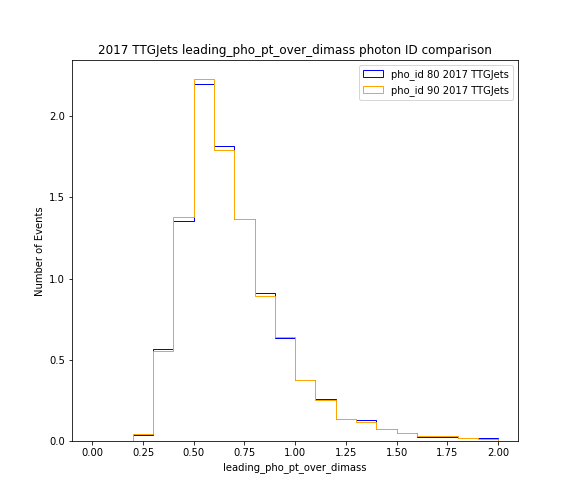 2017 TTGJets leading_pho_pt_over_dimass photon ID comparison
pho_id 80 2017 TTGJets
pho_id 90 2017 TTGJets
Number of Events
2.0
1.5
1.0
0.5
0.0
0.00 0.25 0.50 0.75 1.00 1.25 1.50 1.75 2.00
leading_pho_pt_over_dimass